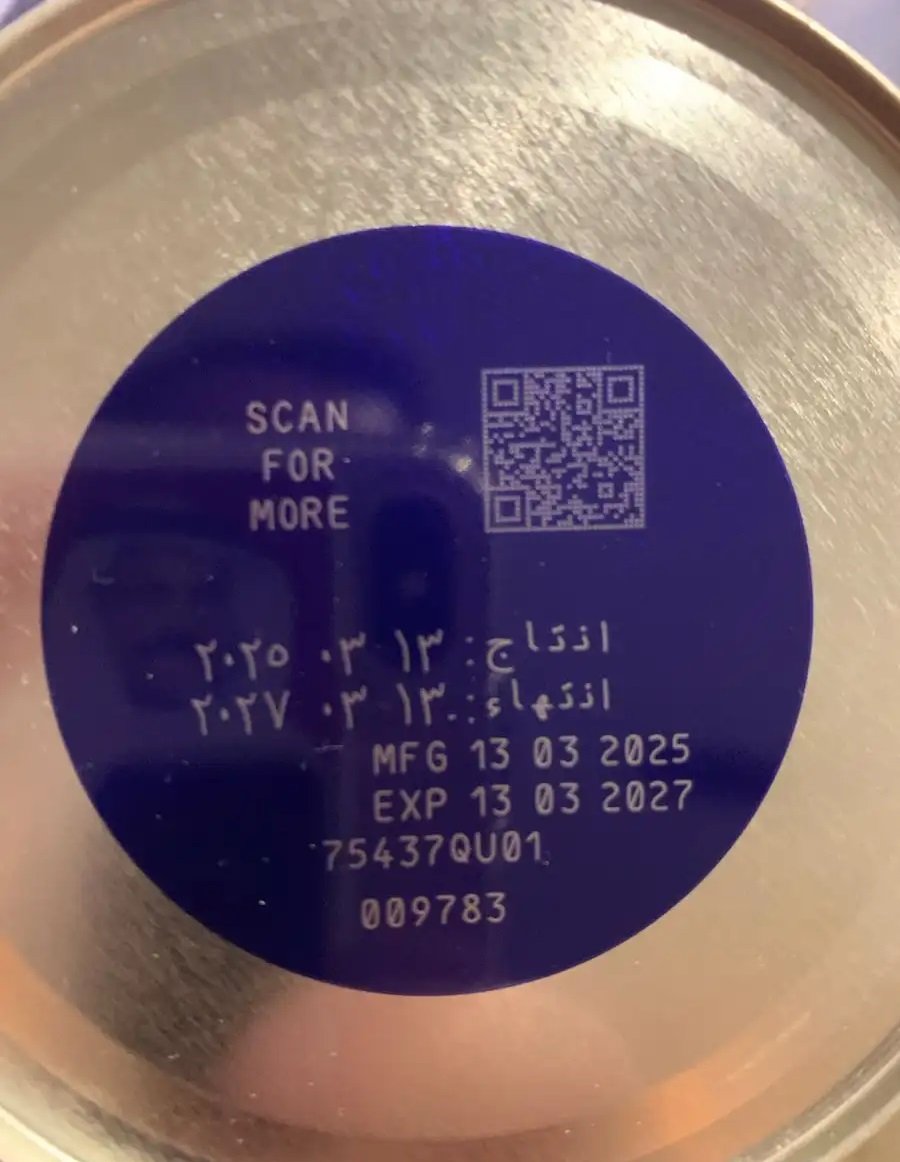 SCAN
FOR
MORE
انتاج: ١٣ ٠٣ ٢٠٢٥
انتهاء: ١٣ ٠٣ ٢٠٢٧
MFG 13 03 2025
EXP 13 03 2027
75437QU01
009783